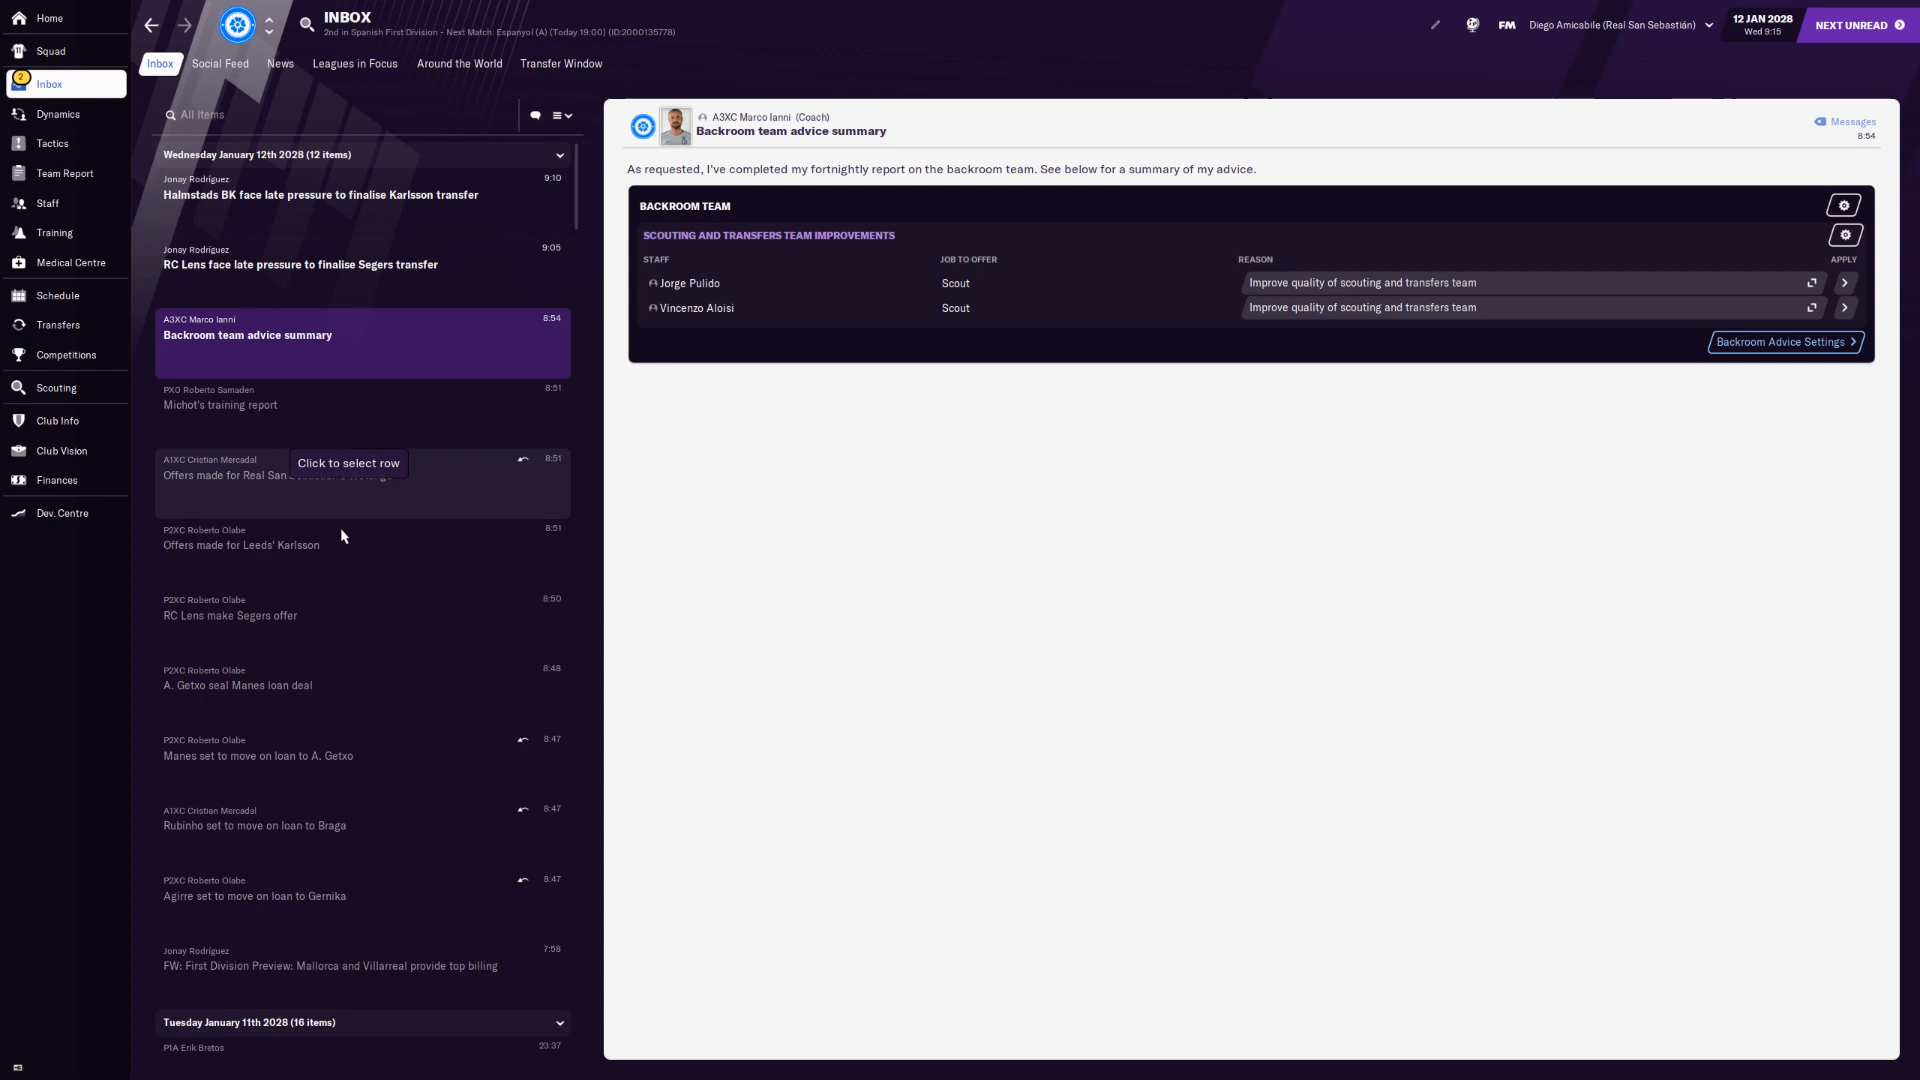 Home
Squad
2
Inbox
Dynamics
Tactics
Team Report
Staff
Training
Medical Centre
Schedule
Transfers
Competitions
Scouting
Club Info
Club Vision
Finances
Dev. Centre
INBOX
2nd in Spanish First Division - Next Match: Espanyol (A) (Today 19:00) (ID:2000135778)
FM
Diego Amicabile (Real San Sebastián)
12 JAN 2028
Wed 9:15
NEXT UNREAD
Inbox
Social Feed
News
Leagues in Focus
Around the World
Transfer Window
All Items
Wednesday January 12th 2028 (12 items)
Jonay Rodríguez 9:10
Halmstads BK face late pressure to finalise Karlsson transfer
Jonay Rodríguez 9:05
RC Lens face late pressure to finalise Segers transfer
A3XC Marco Ianni 8:54
Backroom team advice summary
PX0 Roberto Samaden 8:51
Michot's training report
A1XC Cristian Mercadal 8:51
Click to select row
Offers made for Real San
P2XC Roberto Olabe 8:51
Offers made for Leeds' Karlsson
P2XC Roberto Olabe 8:50
RC Lens make Segers offer
P2XC Roberto Olabe 8:48
A. Getxo seal Manes loan deal
P2XC Roberto Olabe 8:47
Manes set to move on loan to A. Getxo
A1XC Cristian Mercadal 8:47
Rubinho set to move on loan to Braga
P2XC Roberto Olabe 8:47
Agirre set to move on loan to Gernika
Jonay Rodríguez 7:58
FW: First Division Preview: Mallorca and Villarreal provide top billing
Tuesday January 11th 2028 (16 items)
P1A Erik Bretos 23:37
A3XC Marco Ianni (Coach)
Backroom team advice summary
Messages
8:54
As requested, I've completed my fortnightly report on the backroom team. See below for a summary of my advice.
BACKROOM TEAM
SCOUTING AND TRANSFERS TEAM IMPROVEMENTS
STAFF JOB TO OFFER REASON APPLY
Jorge Pulido Scout Improve quality of scouting and transfers team
Vincenzo Aloisi Scout Improve quality of scouting and transfers team
Backroom Advice Settings